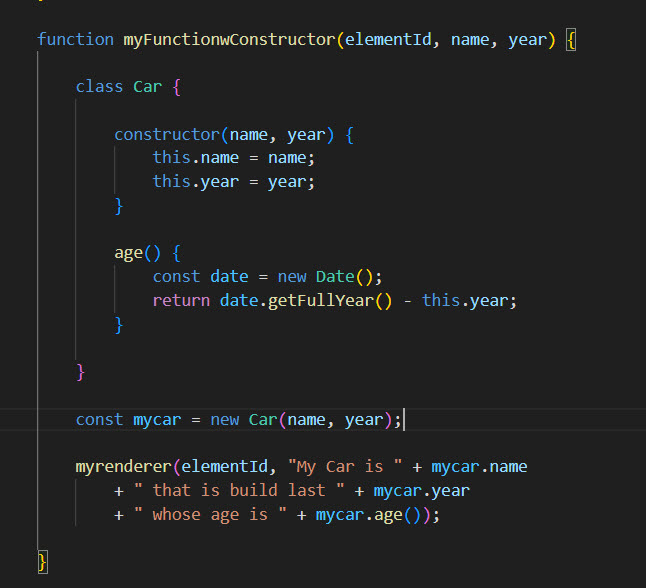 function myFunctionwConstructor(elementId, name, year) {
class Car {
constructor(name, year) {
this.name = name;
this.year = year;
}
age() {
const date = new Date();
return date.getFullYear() - this.year;
}
}
const mycar = new Car(name, year);
myrenderer(elementId, "My Car is " + mycar.name
+ " that is build last " + mycar.year
+ " whose age is " + mycar.age());
}